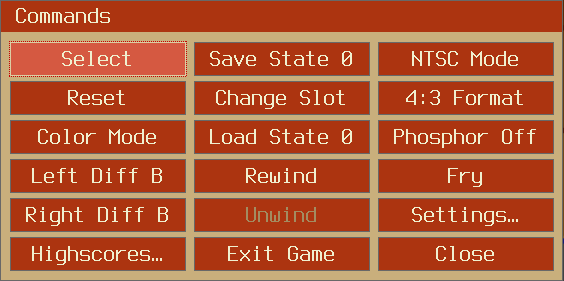 Commands
Select Save State 0 NTSC Mode
Reset Change Slot 4:3 Format
Color Mode Load State 0 Phosphor Off
Left Diff B Rewind Fry
Right Diff B Unwind Settings…
Highscores… Exit Game Close